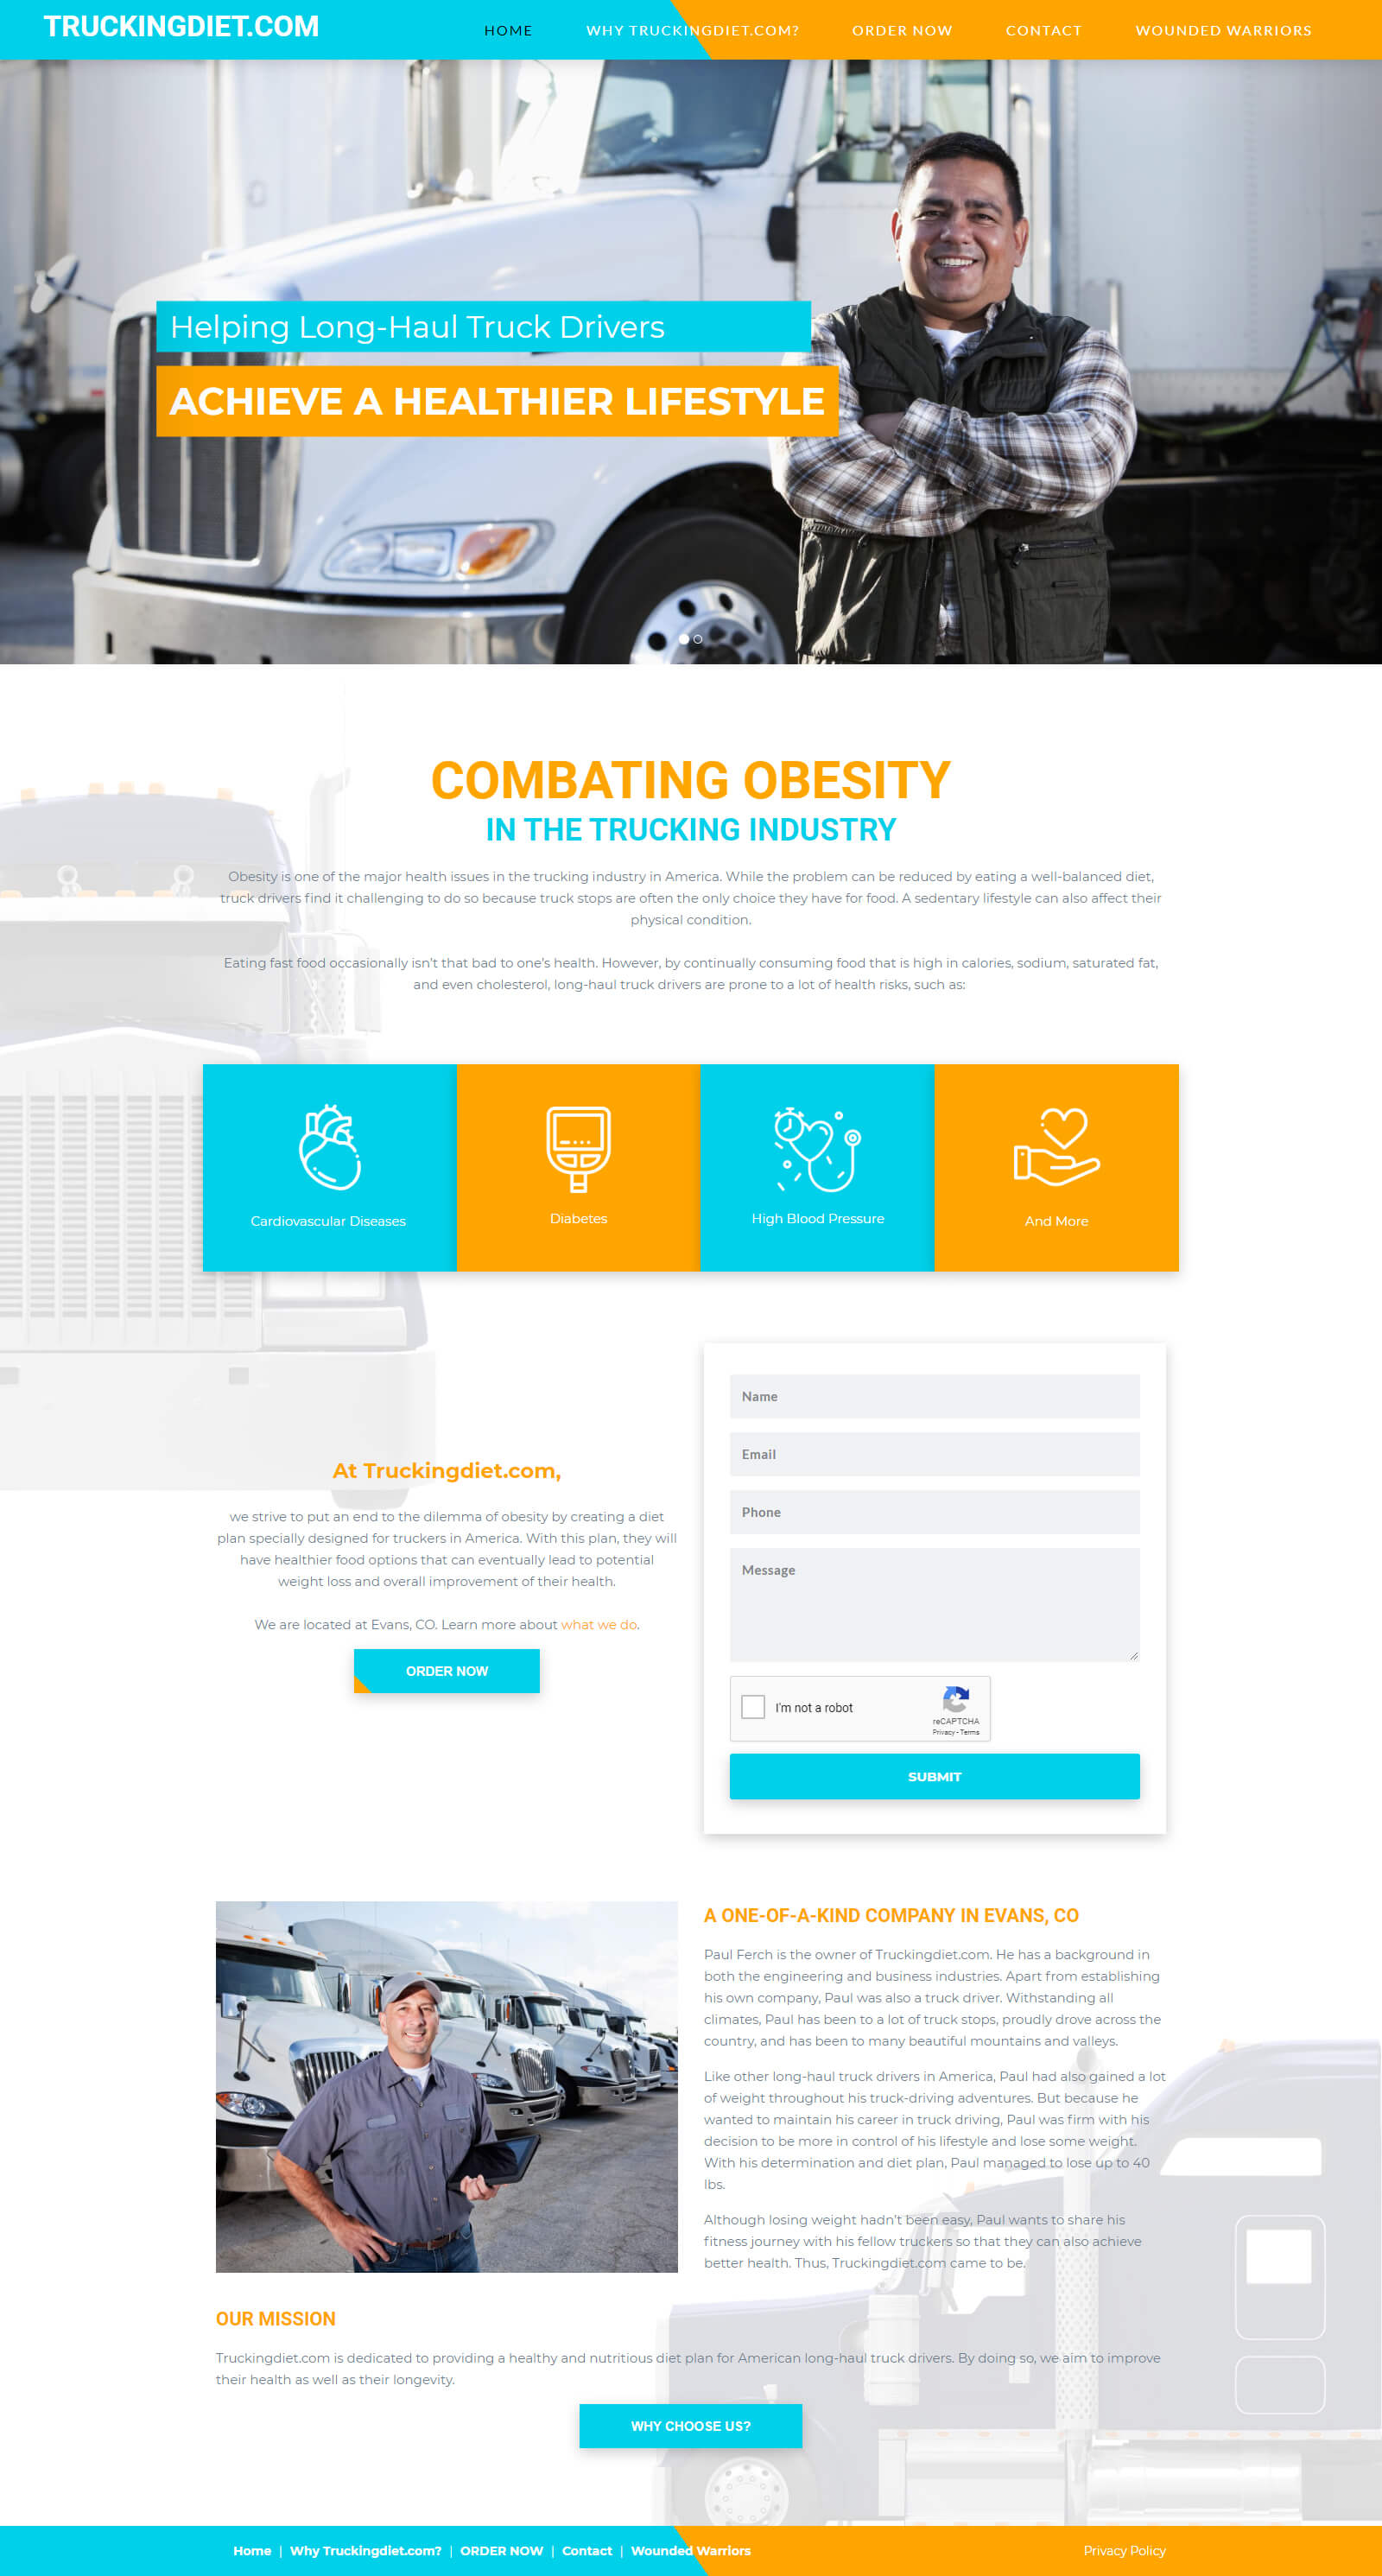 TRUCKINGDIET.COM
HOME
WHY TRUCKINGDIET.COM?
ORDER NOW
CONTACT
WOUNDED WARRIORS
Helping Long-Haul Truck Drivers
ACHIEVE A HEALTHIER LIFESTYLE
COMBATING OBESITY
IN THE TRUCKING INDUSTRY
Obesity is one of the major health issues in the trucking industry in America. While the problem can be reduced by eating a well-balanced diet,
truck drivers find it challenging to do so because truck stops are often the only choice they have for food. A sedentary lifestyle can also affect their
physical condition.
Eating fast food occasionally isn't that bad to one's health. However, by continually consuming food that is high in calories, sodium, saturated fat,
and even cholesterol, long-haul truck drivers are prone to a lot of health risks, such as:
Cardiovascular Diseases
Diabetes
High Blood Pressure
And More
At Truckingdiet.com,
we strive to put an end to the dilemma of obesity by creating a diet
plan specially designed for truckers in America. With this plan, they will
have healthier food options that can eventually lead to potential
weight loss and overall improvement of their health.
We are located at Evans, CO. Learn more about what we do.
ORDER NOW
Name
Email
Phone
Message
I'm not a robot
reCAPTCHA
Privacy - Terms
SUBMIT
A ONE-OF-A-KIND COMPANY IN EVANS, CO
Paul Ferch is the owner of Truckingdiet.com. He has a background in
both the engineering and business industries. Apart from establishing
his own company, Paul was also a truck driver. Withstanding all
climates, Paul has been to a lot of truck stops, proudly drove across the
country, and has been to many beautiful mountains and valleys.
Like other long-haul truck drivers in America, Paul had also gained a lot
of weight throughout his truck-driving adventures. But because he
wanted to maintain his career in truck driving, Paul was firm with his
decision to be more in control of his lifestyle and lose some weight.
With his determination and diet plan, Paul managed to lose up to 40
lbs.
Although losing weight hadn't been easy, Paul wants to share his
fitness journey with his fellow truckers so that they can also achieve
better health. Thus, Truckingdiet.com came to be.
OUR MISSION
Truckingdiet.com is dedicated to providing a healthy and nutritious diet plan for American long-haul truck drivers. By doing so, we aim to improve
their health as well as their longevity.
WHY CHOOSE US?
Home | Why Truckingdiet.com? | ORDER NOW | Contact | Wounded Warriors
Privacy Policy